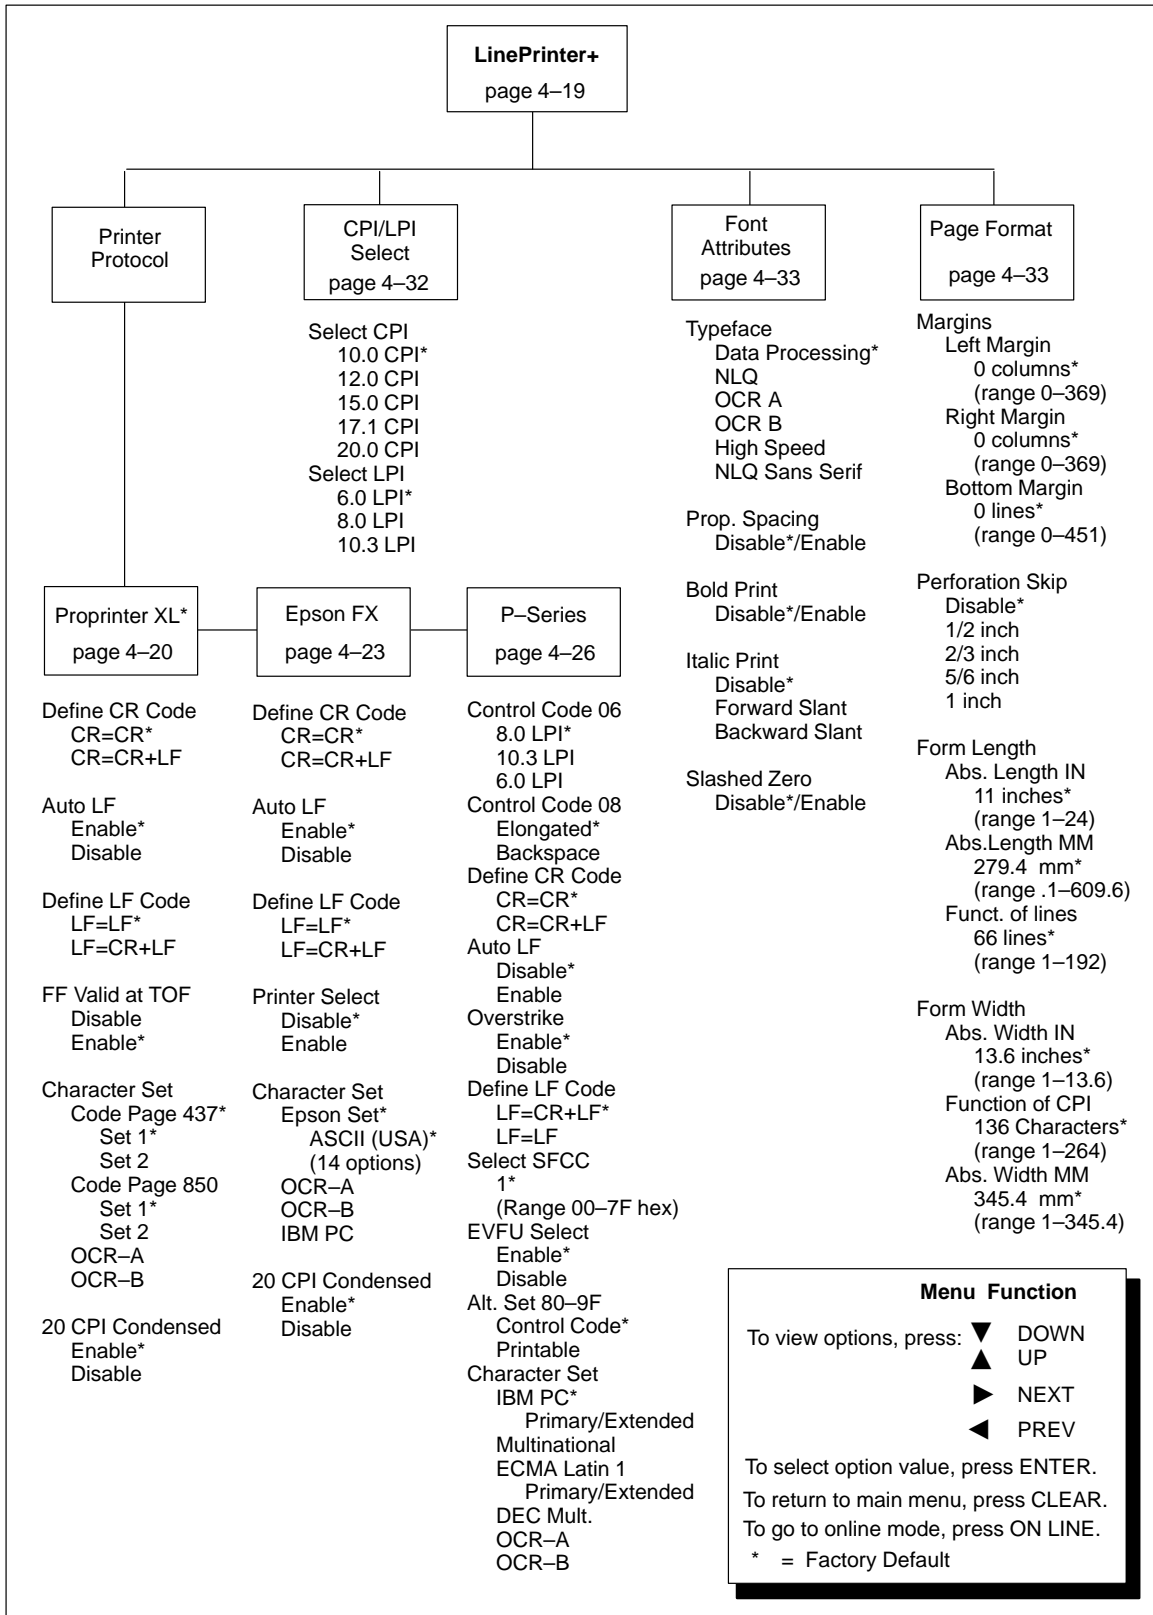 LinePrinter+
page 4–19
Printer
Protocol
CPI/LPI
Select
page 4–32
Font
Attributes
page 4–33
Page Format
page 4–33
Select CPI
10.0 CPI*
12.0 CPI
15.0 CPI
17.1 CPI
20.0 CPI
Select LPI
6.0 LPI*
8.0 LPI
10.3 LPI
Typeface
Data Processing*
NLQ
OCR A
OCR B
High Speed
NLQ Sans Serif
Prop. Spacing
Disable*/Enable
Bold Print
Disable*/Enable
Italic Print
Disable*
Forward Slant
Backward Slant
Slashed Zero
Disable*/Enable
Margins
Left Margin
0 columns*
(range 0–369)
Right Margin
0 columns*
(range 0–369)
Bottom Margin
0 lines*
(range 0–451)
Perforation Skip
Disable*
1/2 inch
2/3 inch
5/6 inch
1 inch
Form Length
Abs. Length IN
11 inches*
(range 1–24)
Abs.Length MM
279.4 mm*
(range .1–609.6)
Funct. of lines
66 lines*
(range 1–192)
Form Width
Abs. Width IN
13.6 inches*
(range 1–13.6)
Function of CPI
136 Characters*
(range 1–264)
Abs. Width MM
345.4 mm*
(range 1–345.4)
Proprinter XL*
page 4–20
Epson FX
page 4–23
P–Series
page 4–26
Define CR Code
CR=CR*
CR=CR+LF
Auto LF
Enable*
Disable
Define LF Code
LF=LF*
LF=CR+LF
FF Valid at TOF
Disable
Enable*
Character Set
Code Page 437*
Set 1*
Set 2
Code Page 850
Set 1*
Set 2
OCR–A
OCR–B
20 CPI Condensed
Enable*
Disable
Define CR Code
CR=CR*
CR=CR+LF
Auto LF
Enable*
Disable
Define LF Code
LF=LF*
LF=CR+LF
Printer Select
Disable*
Enable
Character Set
Epson Set*
ASCII (USA)*
(14 options)
OCR–A
OCR–B
IBM PC
20 CPI Condensed
Enable*
Disable
Control Code 06
8.0 LPI*
10.3 LPI
6.0 LPI
Control Code 08
Elongated*
Backspace
Define CR Code
CR=CR*
CR=CR+LF
Auto LF
Disable*
Enable
Overstrike
Enable*
Disable
Define LF Code
LF=CR+LF*
LF=LF
Select SFCC
1*
(Range 00–7F hex)
EVFU Select
Enable*
Disable
Alt. Set 80–9F
Control Code*
Printable
Character Set
IBM PC*
Primary/Extended
Multinational
ECMA Latin 1
Primary/Extended
DEC Mult.
OCR–A
OCR–B
Menu Function
To view options, press: ▼ DOWN
▲ UP
► NEXT
◄ PREV
To select option value, press ENTER.
To return to main menu, press CLEAR.
To go to online mode, press ON LINE.
* = Factory Default